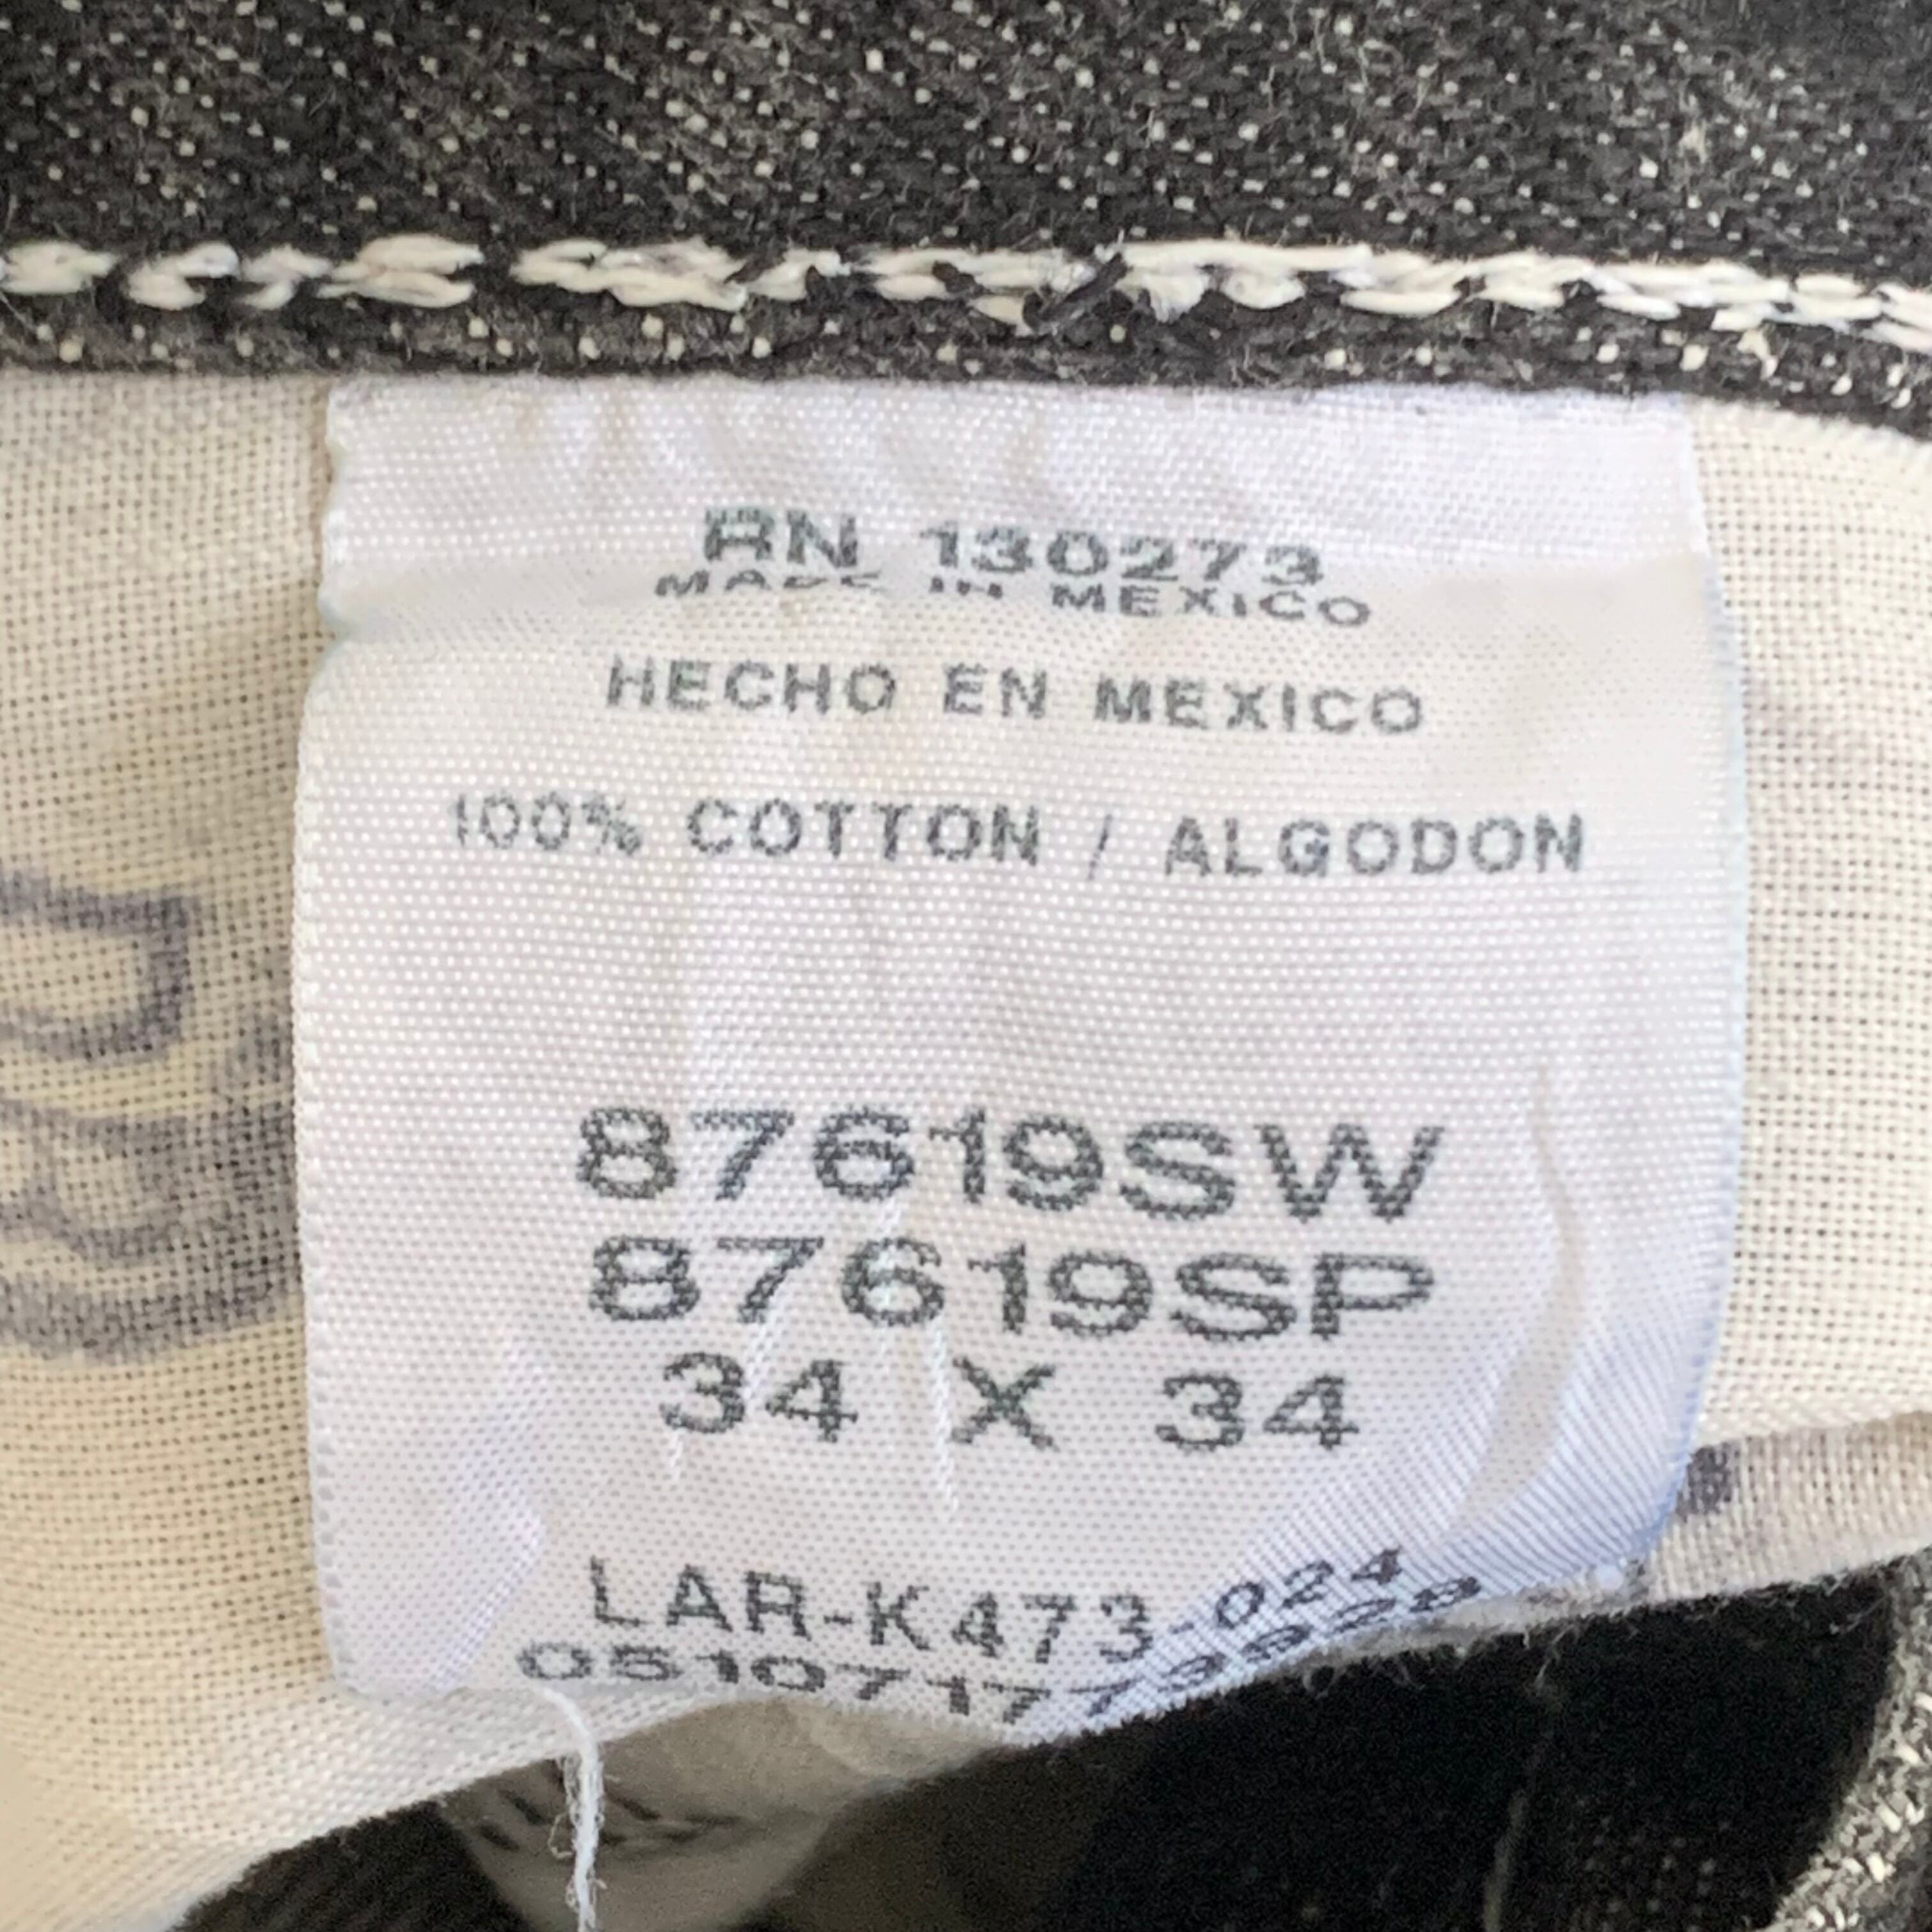 RN 130273
MADE IN MEXICO
HECHO EN MEXICO
100% COTTON / ALGODON
87619SW
87619SP
34 X 34
LAR-K473-024